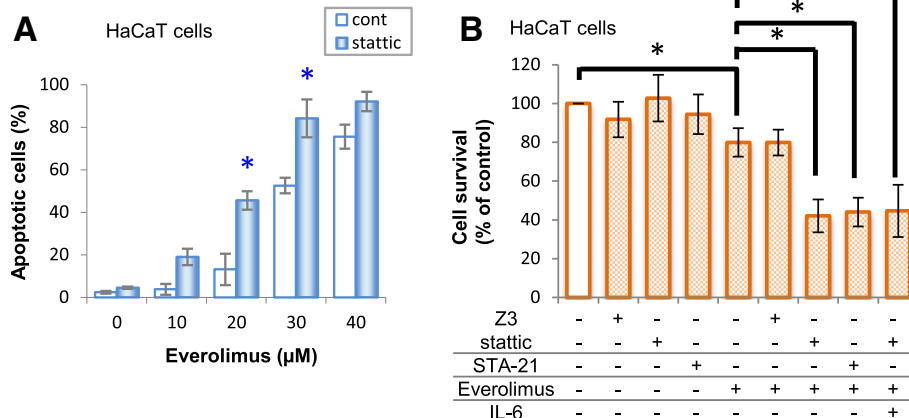 A
HaCaT cells
cont
stattic
Apoptotic cells (%)
100
80
60
40
20
0
* *
0 10 20 30 40
Everolimus (µM)
B
HaCaT cells
* * *
Cell survival
(% of control)
120
100
80
60
40
20
0
Z3 - + - - - + - - -
stattic - - + - - - + - +
STA-21 - - - + - - - + -
Everolimus - - - - + + + + +
IL-6 - - - - - - - - +